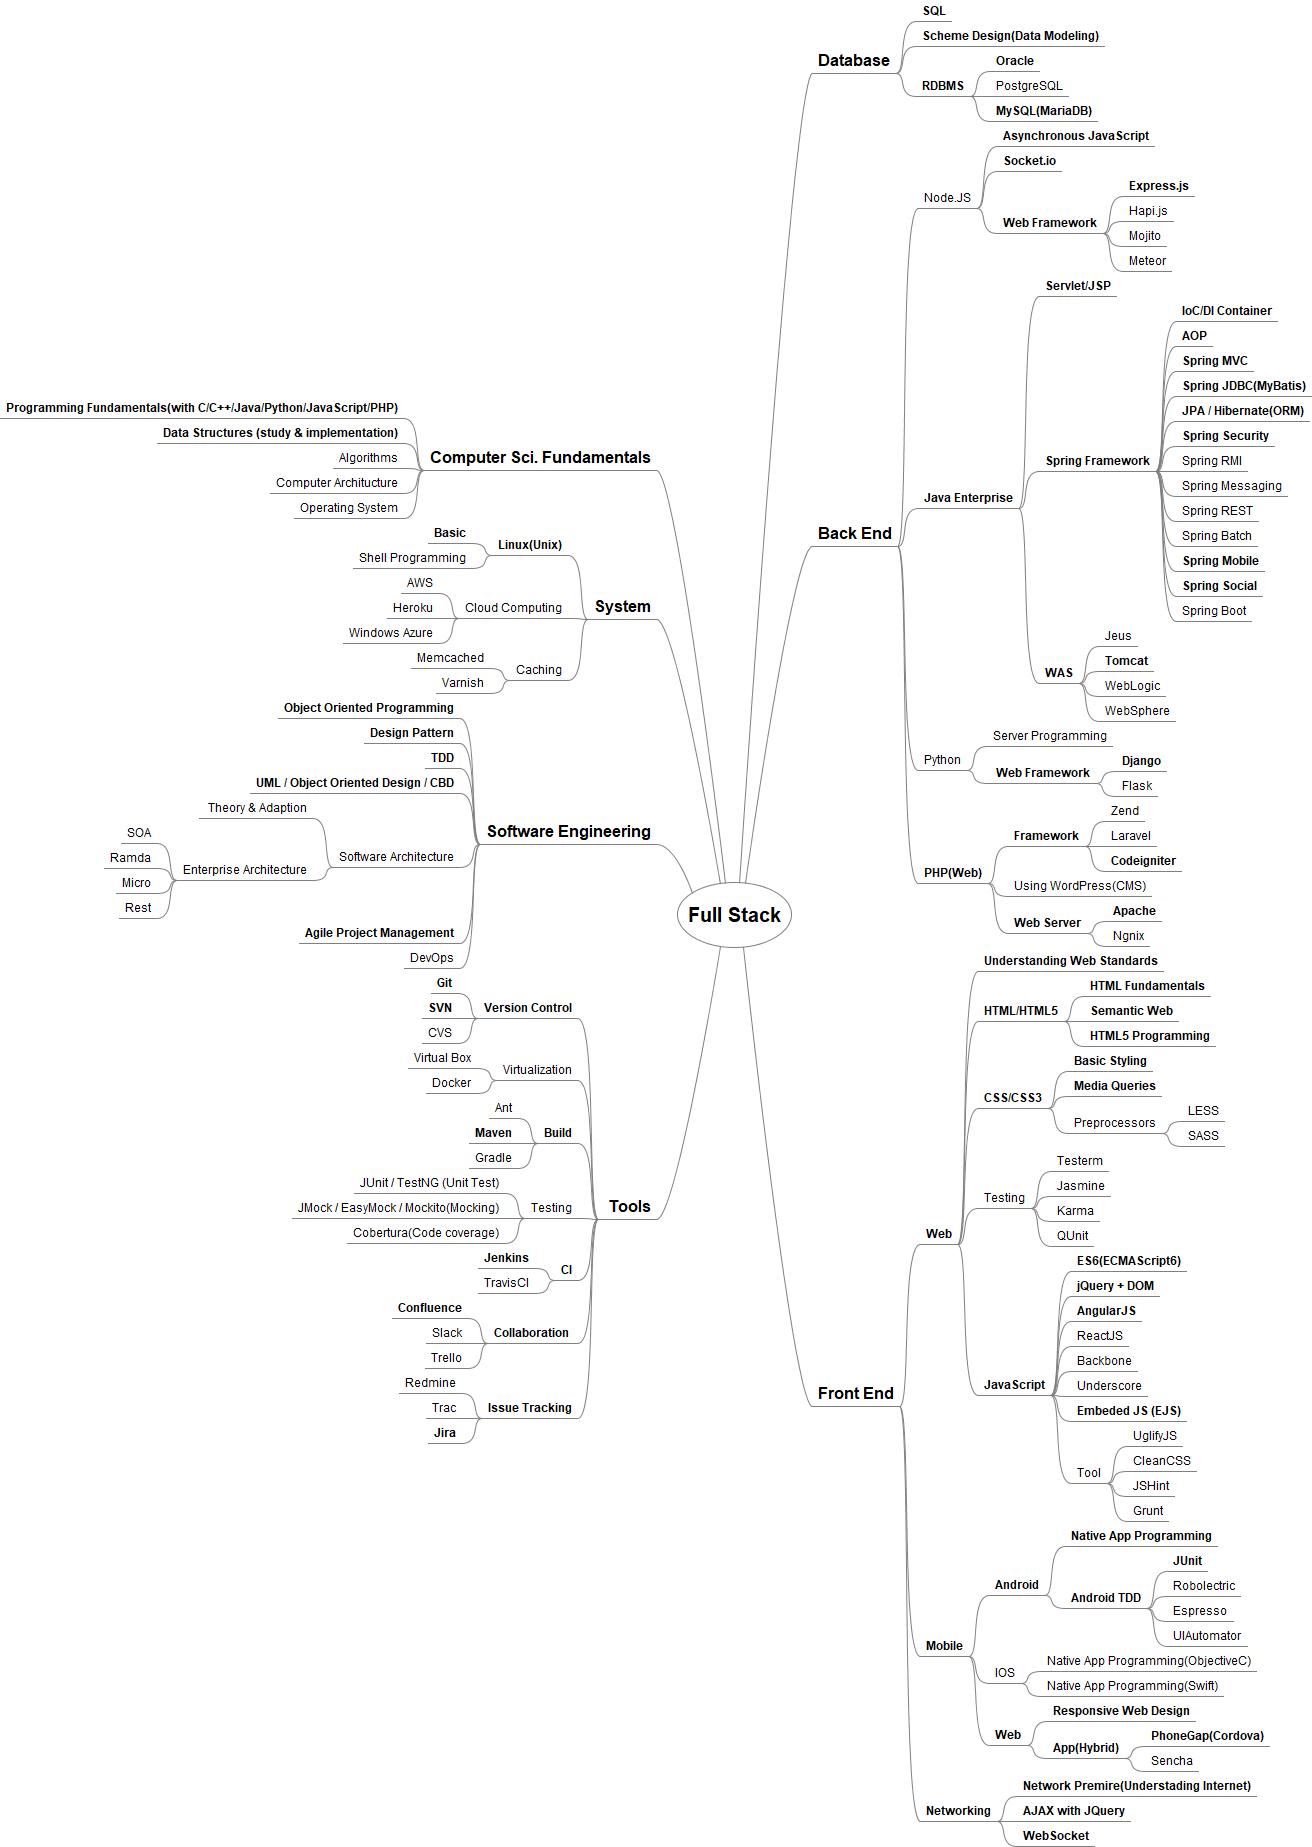 Full Stack
Database
SQL
Scheme Design(Data Modeling)
RDBMS
Oracle
PostgreSQL
MySQL(MariaDB)
Back End
Node.JS
Asynchronous JavaScript
Socket.io
Web Framework
Express.js
Hapi.js
Mojito
Meteor
Java Enterprise
Servlet/JSP
Spring Framework
IoC/DI Container
AOP
Spring MVC
Spring JDBC(MyBatis)
JPA / Hibernate(ORM)
Spring Security
Spring RMI
Spring Messaging
Spring REST
Spring Batch
Spring Mobile
Spring Social
Spring Boot
WAS
Jeus
Tomcat
WebLogic
WebSphere
Python
Server Programming
Web Framework
Django
Flask
PHP(Web)
Framework
Zend
Laravel
Codeigniter
Using WordPress(CMS)
Web Server
Apache
Ngnix
Front End
Web
Understanding Web Standards
HTML/HTML5
HTML Fundamentals
Semantic Web
HTML5 Programming
CSS/CSS3
Basic Styling
Media Queries
Preprocessors
LESS
SASS
Testing
Testerm
Jasmine
Karma
QUnit
JavaScript
ES6(ECMAScript6)
jQuery + DOM
AngularJS
ReactJS
Backbone
Underscore
Embeded JS (EJS)
Tool
UglifyJS
CleanCSS
JSHint
Grunt
Mobile
Android
Native App Programming
Android TDD
JUnit
Robolectric
Espresso
UIAutomator
IOS
Native App Programming(ObjectiveC)
Native App Programming(Swift)
Web
Responsive Web Design
App(Hybrid)
PhoneGap(Cordova)
Sencha
Networking
Network Premire(Understading Internet)
AJAX with JQuery
WebSocket
Computer Sci. Fundamentals
Programming Fundamentals(with C/C++/Java/Python/JavaScript/PHP)
Data Structures (study & implementation)
Algorithms
Computer Architucture
Operating System
System
Linux(Unix)
Basic
Shell Programming
Cloud Computing
AWS
Heroku
Windows Azure
Caching
Memcached
Varnish
Software Engineering
Object Oriented Programming
Design Pattern
TDD
UML / Object Oriented Design / CBD
Software Architecture
Theory & Adaption
Enterprise Architecture
SOA
Ramda
Micro
Rest
Agile Project Management
DevOps
Tools
Version Control
Git
SVN
CVS
Virtualization
Virtual Box
Docker
Build
Ant
Maven
Gradle
Testing
JUnit / TestNG (Unit Test)
JMock / EasyMock / Mockito(Mocking)
Cobertura(Code coverage)
CI
Jenkins
TravisCI
Collaboration
Confluence
Slack
Trello
Issue Tracking
Redmine
Trac
Jira